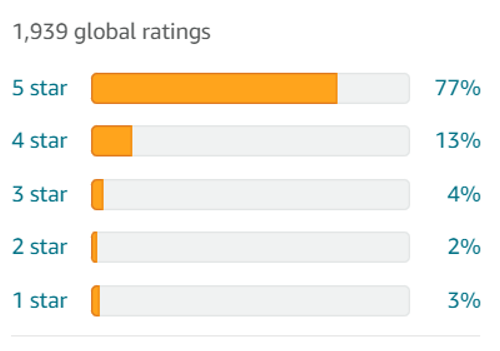 1,939 global ratings
5 star 77%
4 star 13%
3 star 4%
2 star 2%
1 star 3%